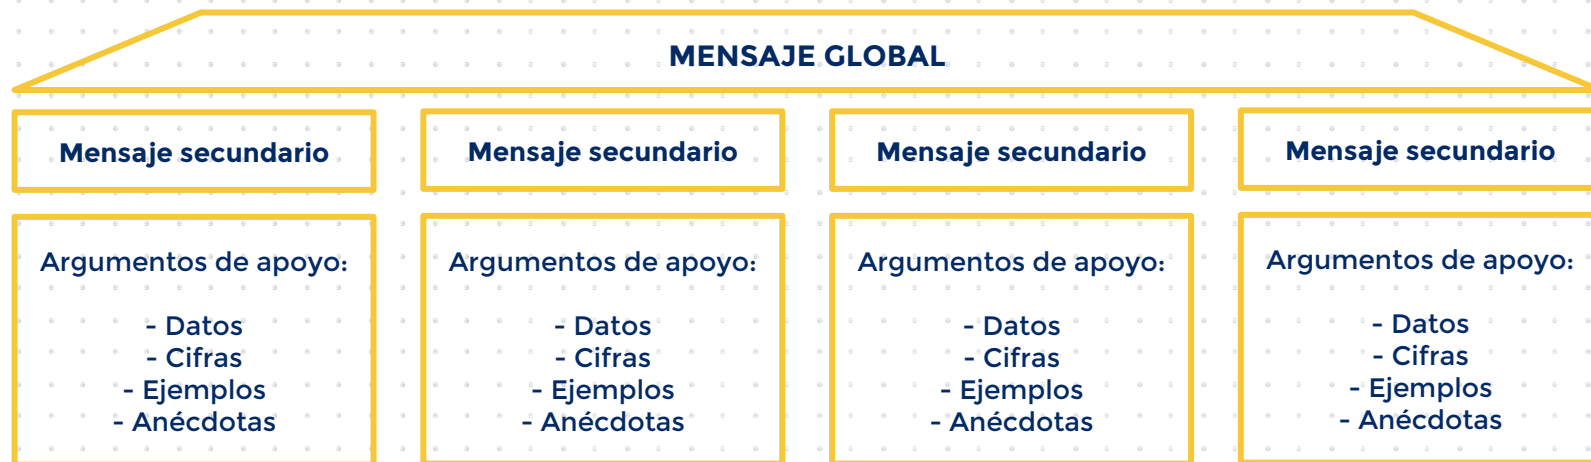 MENSAJE GLOBAL
Mensaje secundario
Argumentos de apoyo:
- Datos
- Cifras
- Ejemplos
- Anécdotas
Mensaje secundario
Argumentos de apoyo:
- Datos
- Cifras
- Ejemplos
- Anécdotas
Mensaje secundario
Argumentos de apoyo:
- Datos
- Cifras
- Ejemplos
- Anécdotas
Mensaje secundario
Argumentos de apoyo:
- Datos
- Cifras
- Ejemplos
- Anécdotas